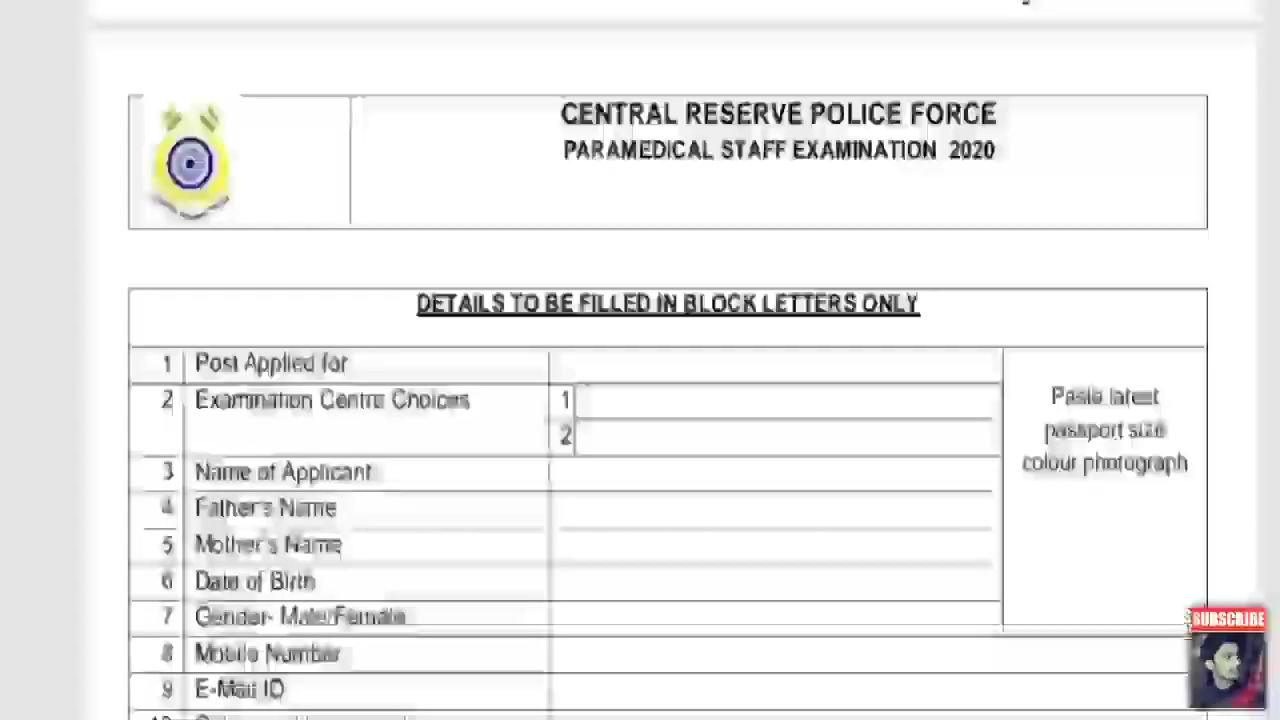 CENTRAL RESERVE POLICE FORCE
PARAMEDICAL STAFF EXAMINATION 2020
DETAILS TO BE FILLED IN BLOCK LETTERS ONLY
1 Post Applied for
2 Examination Centre Choices 1
2
Paste latest
passport size
colour photograph
3 Name of Applicant
4 Father's Name
5 Mother's Name
6 Date of Birth
7 Gender- Male/Female
8 Mobile Number
9 E-Mail ID
SUBSCRIBE